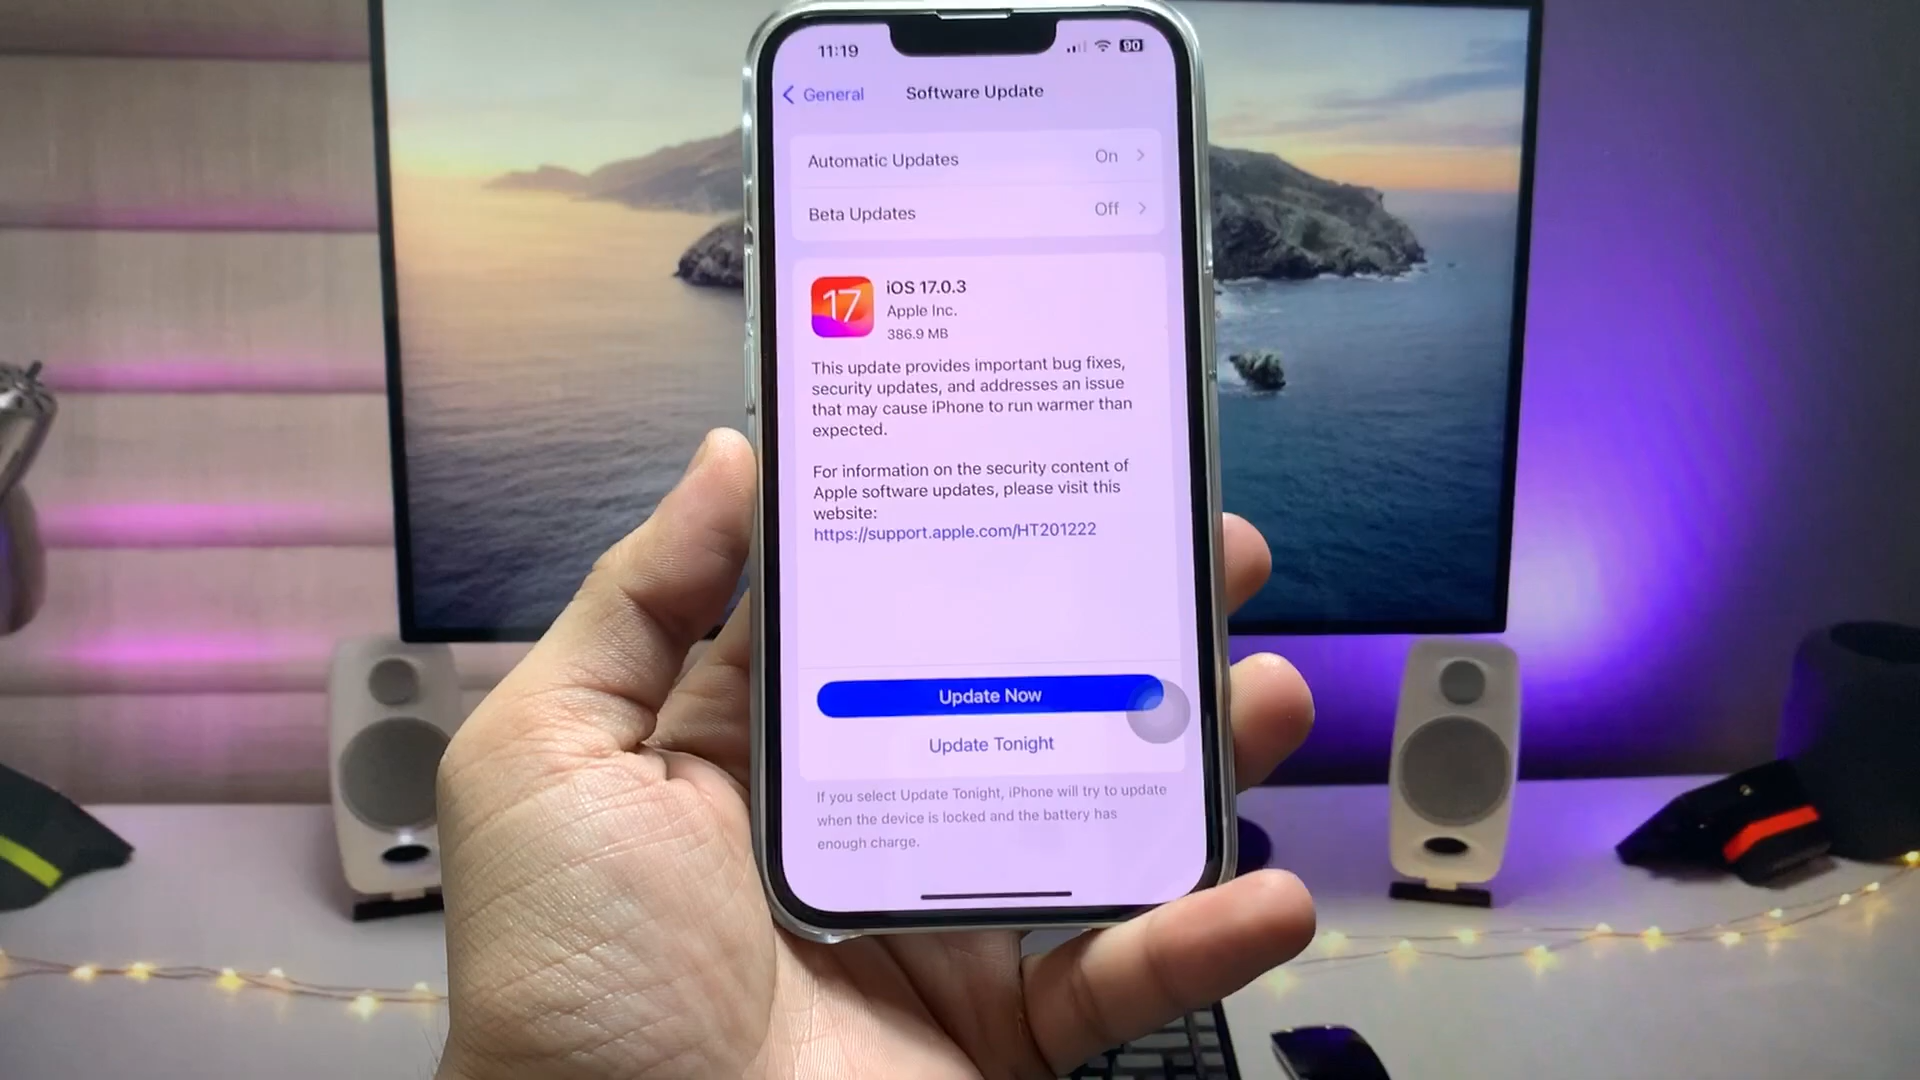 11:19
90
General
Software Update
Automatic Updates
On
Beta Updates
Off
17
iOS 17.0.3
Apple Inc.
386.9 MB
This update provides important bug fixes,
security updates, and addresses an issue
that may cause iPhone to run warmer than
expected.
For information on the security content of
Apple software updates, please visit this
website:
https://support.apple.com/HT201222
Update Now
Update Tonight
If you select Update Tonight, iPhone will try to update
when the device is locked and the battery has
enough charge.